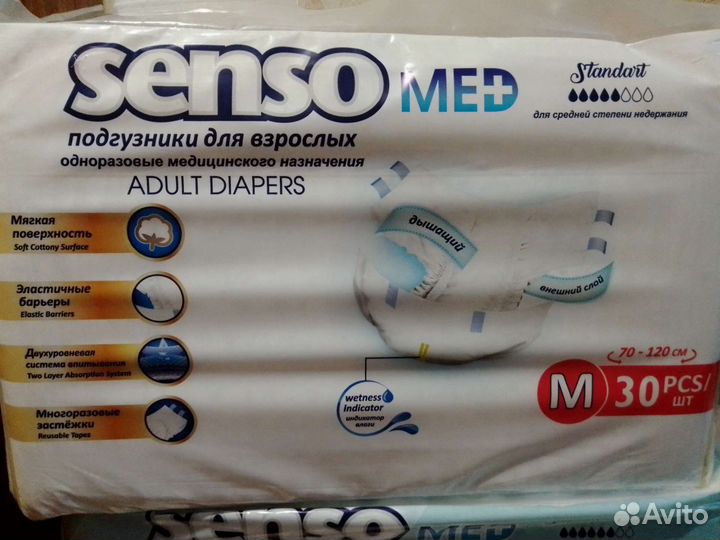 senso MED
Standart
для средней степени недержания
подгузники для взрослых
одноразовые медицинского назначения
ADULT DIAPERS
Мягкая
поверхность
Soft Cottony Surface
Эластичные
барьеры
Elastic Barriers
Двухуровневая
система впитывания
Two Layer Absorption System
Многоразовые
застёжки
Reusable Tapes
дышащий
внешний слой
wetness
indicator
индикатор
влаги
70 - 120 см
M 30 PCS/
ШТ
senso MED
Avito